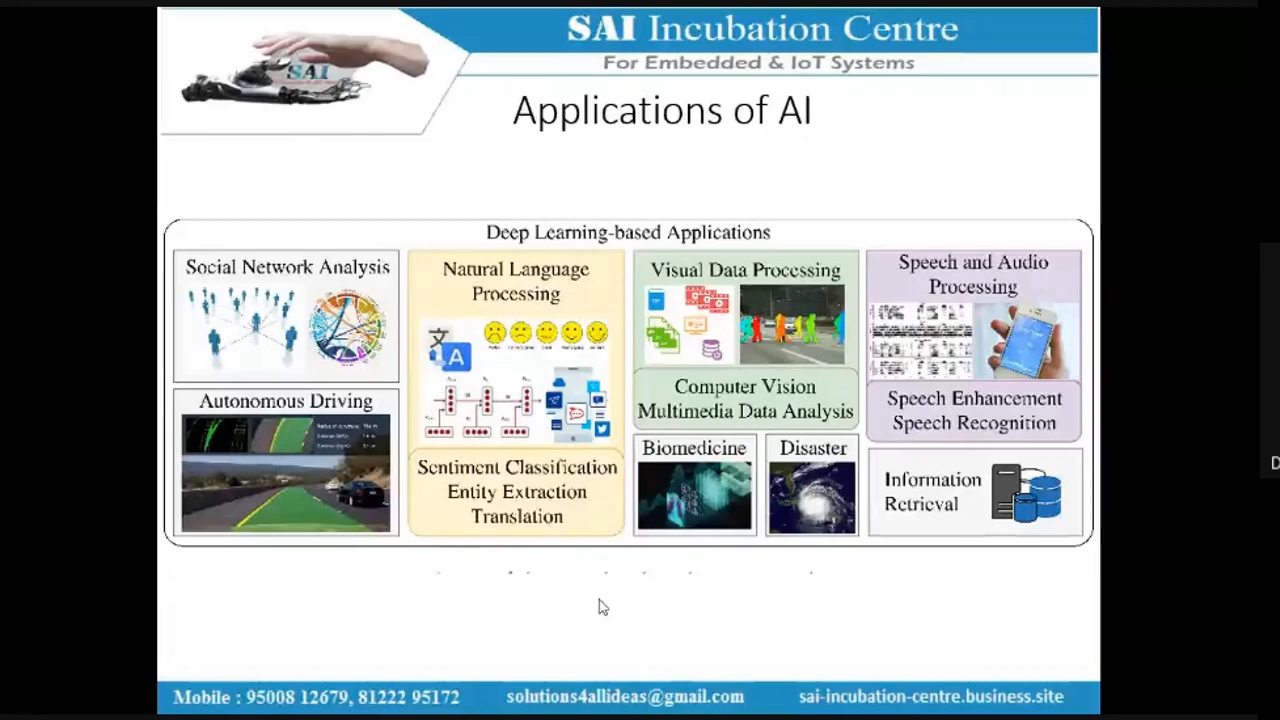 SAI Incubation Centre
For Embedded & IoT Systems
SAI
Applications of AI
Deep Learning-based Applications
Social Network Analysis
Autonomous Driving
Natural Language
Processing
文
A
Sentiment Classification
Entity Extraction
Translation
Visual Data Processing
Computer Vision
Multimedia Data Analysis
Biomedicine
Disaster
Speech and Audio
Processing
Speech Enhancement
Speech Recognition
Information
Retrieval
D
Mobile : 95008 12679, 81222 95172
solutions4allideas@gmail.com
sai-incubation-centre.business.site